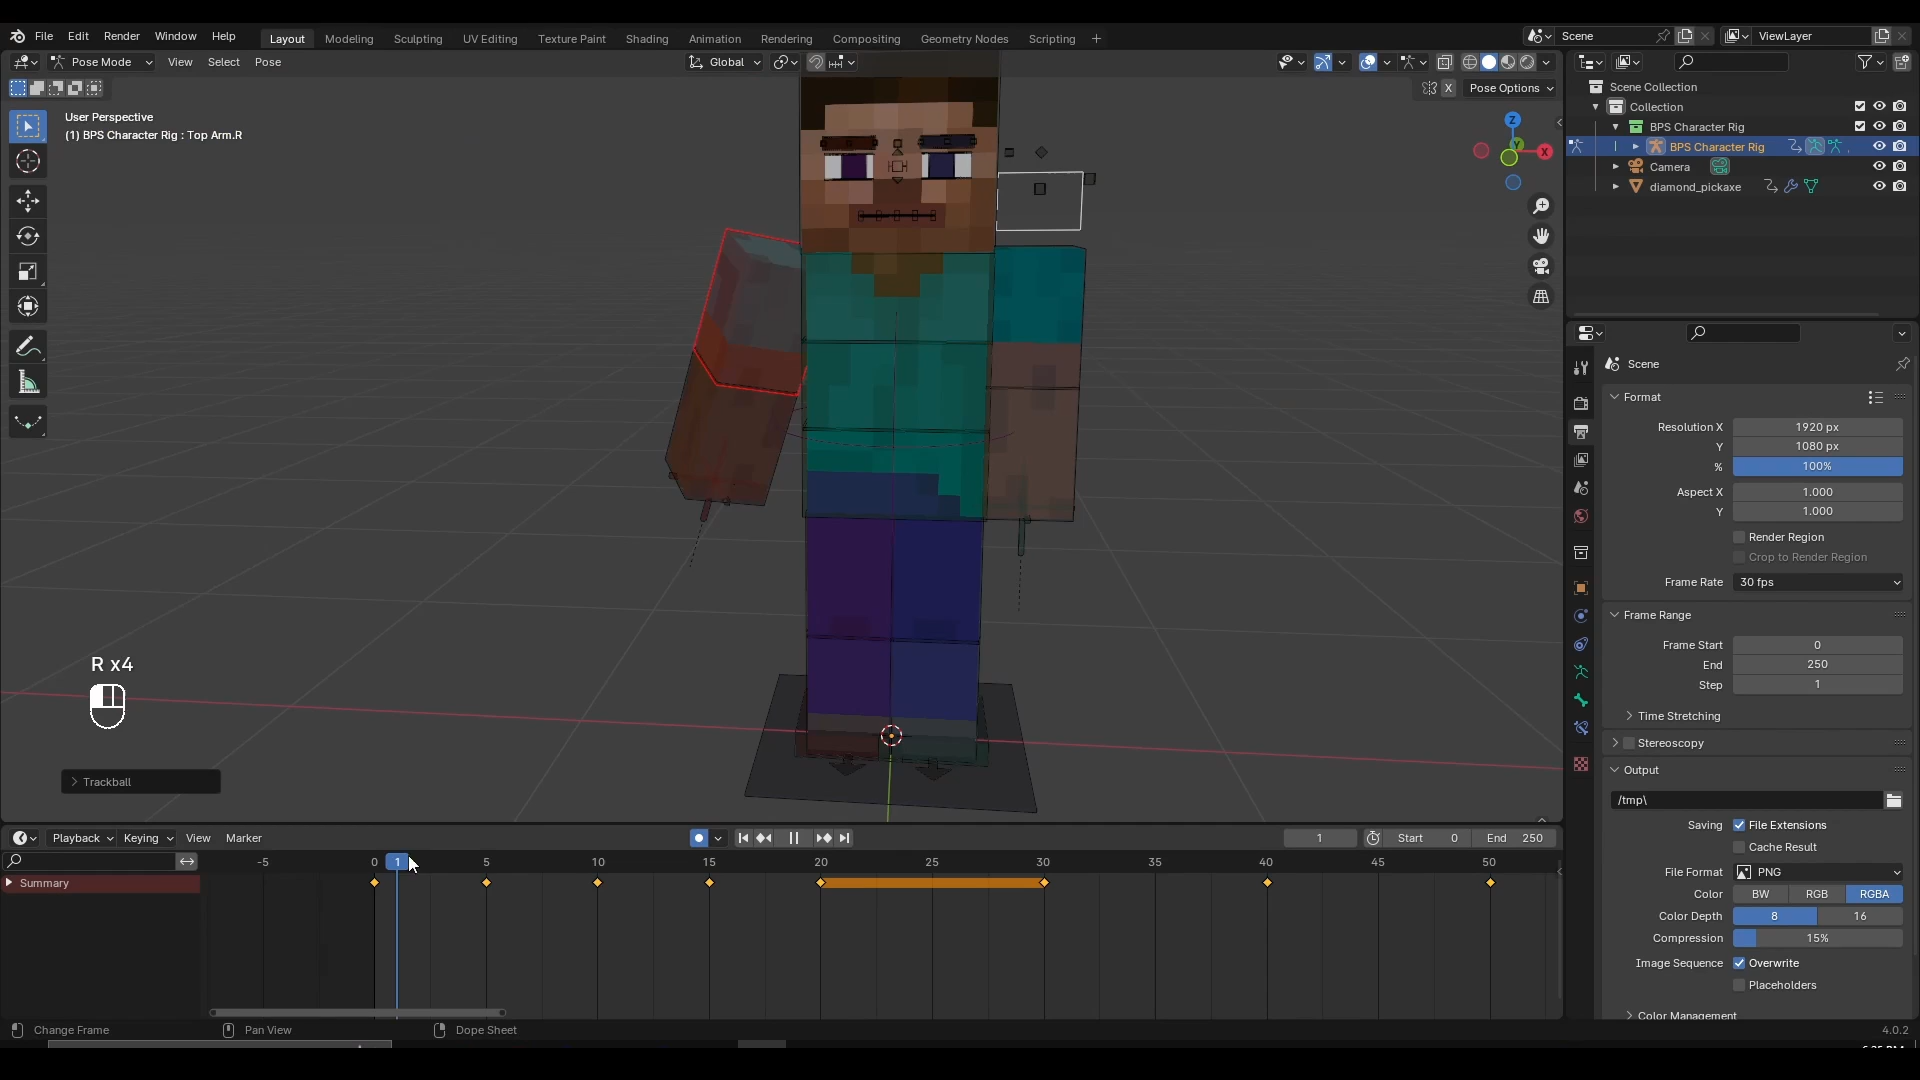 File Edit Render Window Help Layout Modeling Sculpting UV Editing Texture Paint Shading Animation Rendering Compositing Geometry Nodes Scripting + Scene ViewLayer
Pose Mode View Select Pose Global
X Pose Options
User Perspective
(1) BPS Character Rig : Top Arm.R
Z
Y
X
Scene Collection
Collection
BPS Character Rig
BPS Character Rig
Camera
diamond_pickaxe
Scene
Format
Resolution X 1920 px
Y 1080 px
% 100%
Aspect X 1.000
Y 1.000
Render Region
Crop to Render Region
Frame Rate 30 fps
Frame Range
Frame Start 0
End 250
Step 1
Time Stretching
Stereoscopy
Output
/tmp\
Saving File Extensions
Cache Result
File Format PNG
Color BW RGB RGBA
Color Depth 8 16
Compression 15%
Image Sequence Overwrite
Placeholders
Color Management
R x4
Trackball
Playback Keying View Marker 1 Start 0 End 250
-5 0 1 5 10 15 20 25 30 35 40 45 50
Summary
Change Frame Pan View Dope Sheet 4.0.2